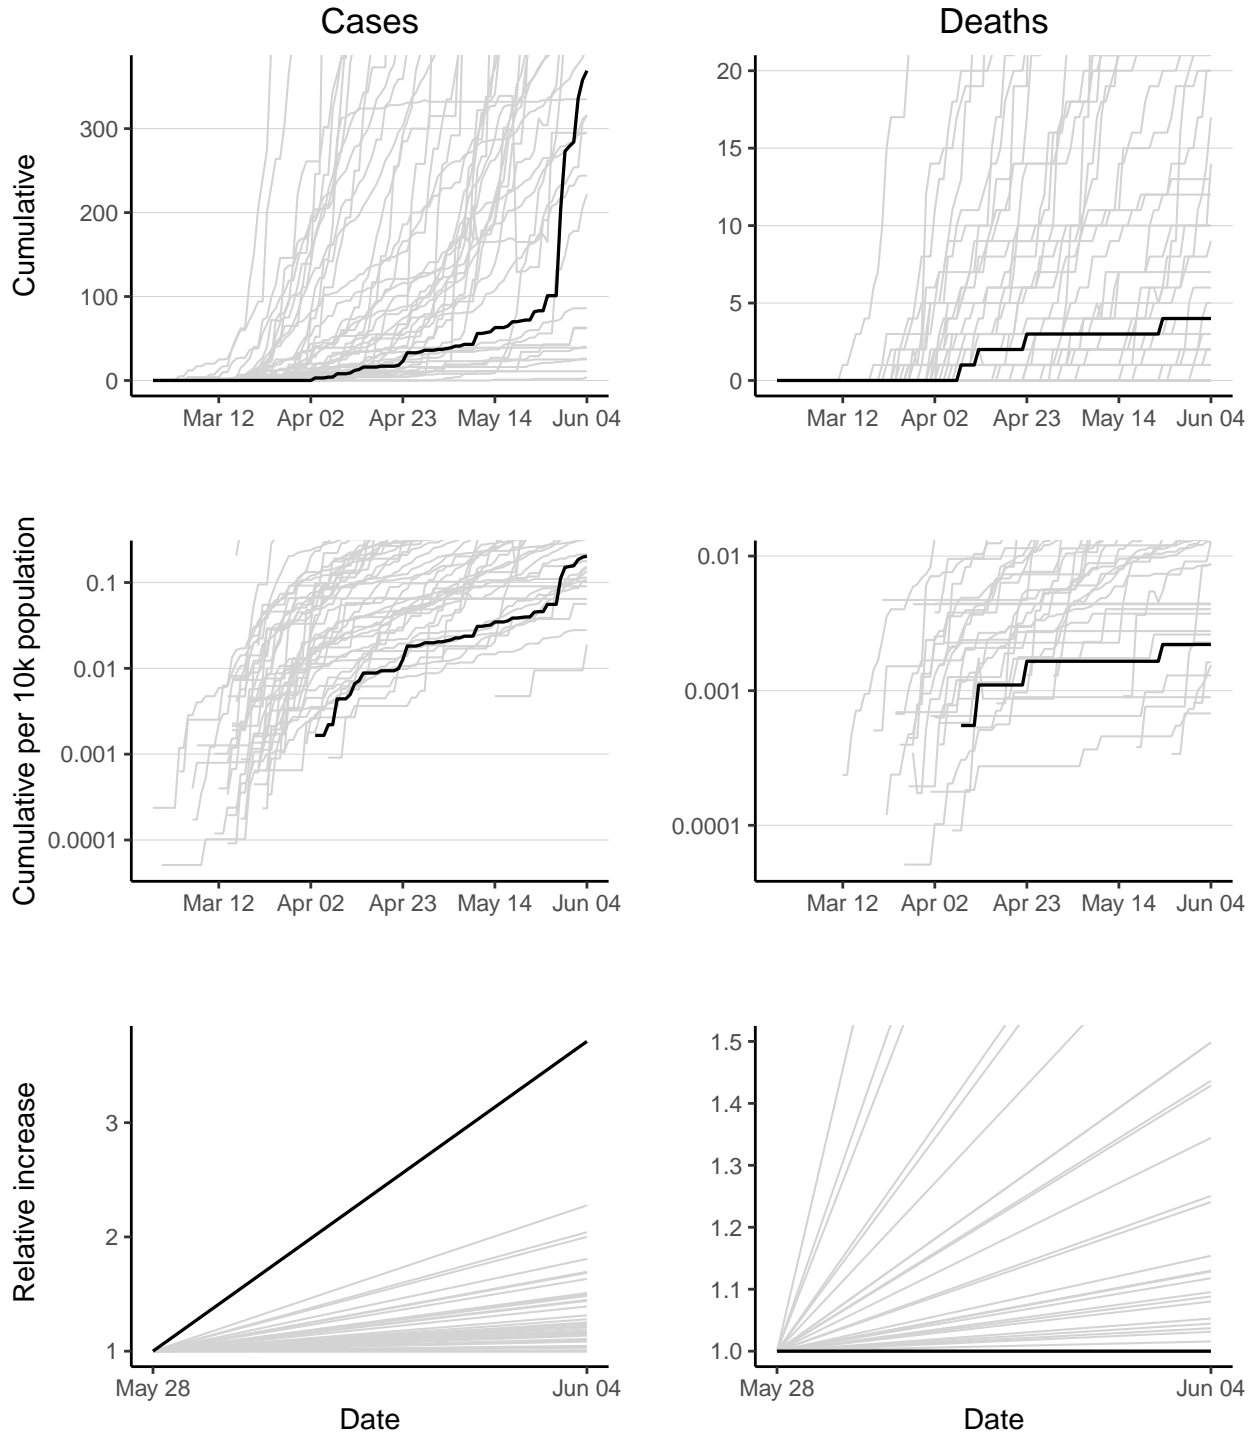 Cases
Deaths
Cumulative
300
200
100
0
Mar 12 Apr 02 Apr 23 May 14 Jun 04
20
15
10
5
0
Mar 12 Apr 02 Apr 23 May 14 Jun 04
Cumulative per 10k population
0.1
0.01
0.001
0.0001
Mar 12 Apr 02 Apr 23 May 14 Jun 04
0.01
0.001
0.0001
Mar 12 Apr 02 Apr 23 May 14 Jun 04
Relative increase
3
2
1
May 28 Jun 04
Date
1.5
1.4
1.3
1.2
1.1
1.0
May 28 Jun 04
Date